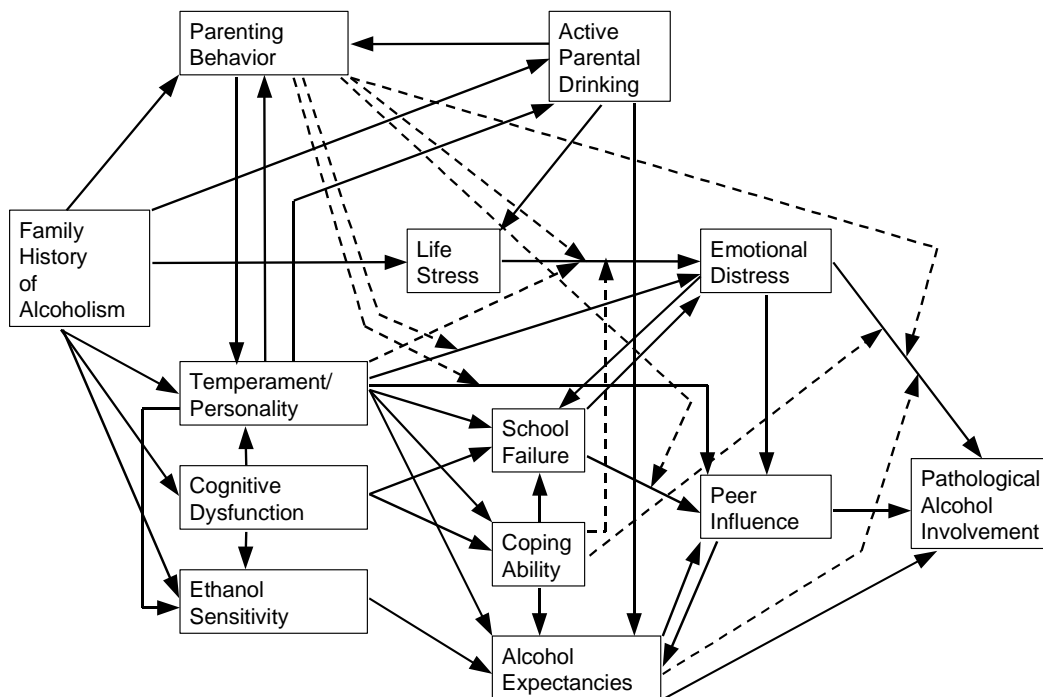 Parenting
Behavior
Active
Parental
Drinking
Family
History
of
Alcoholism
Life
Stress
Emotional
Distress
Temperament/
Personality
School
Failure
Cognitive
Dysfunction
Peer
Influence
Pathological
Alcohol
Involvement
Coping
Ability
Ethanol
Sensitivity
Alcohol
Expectancies